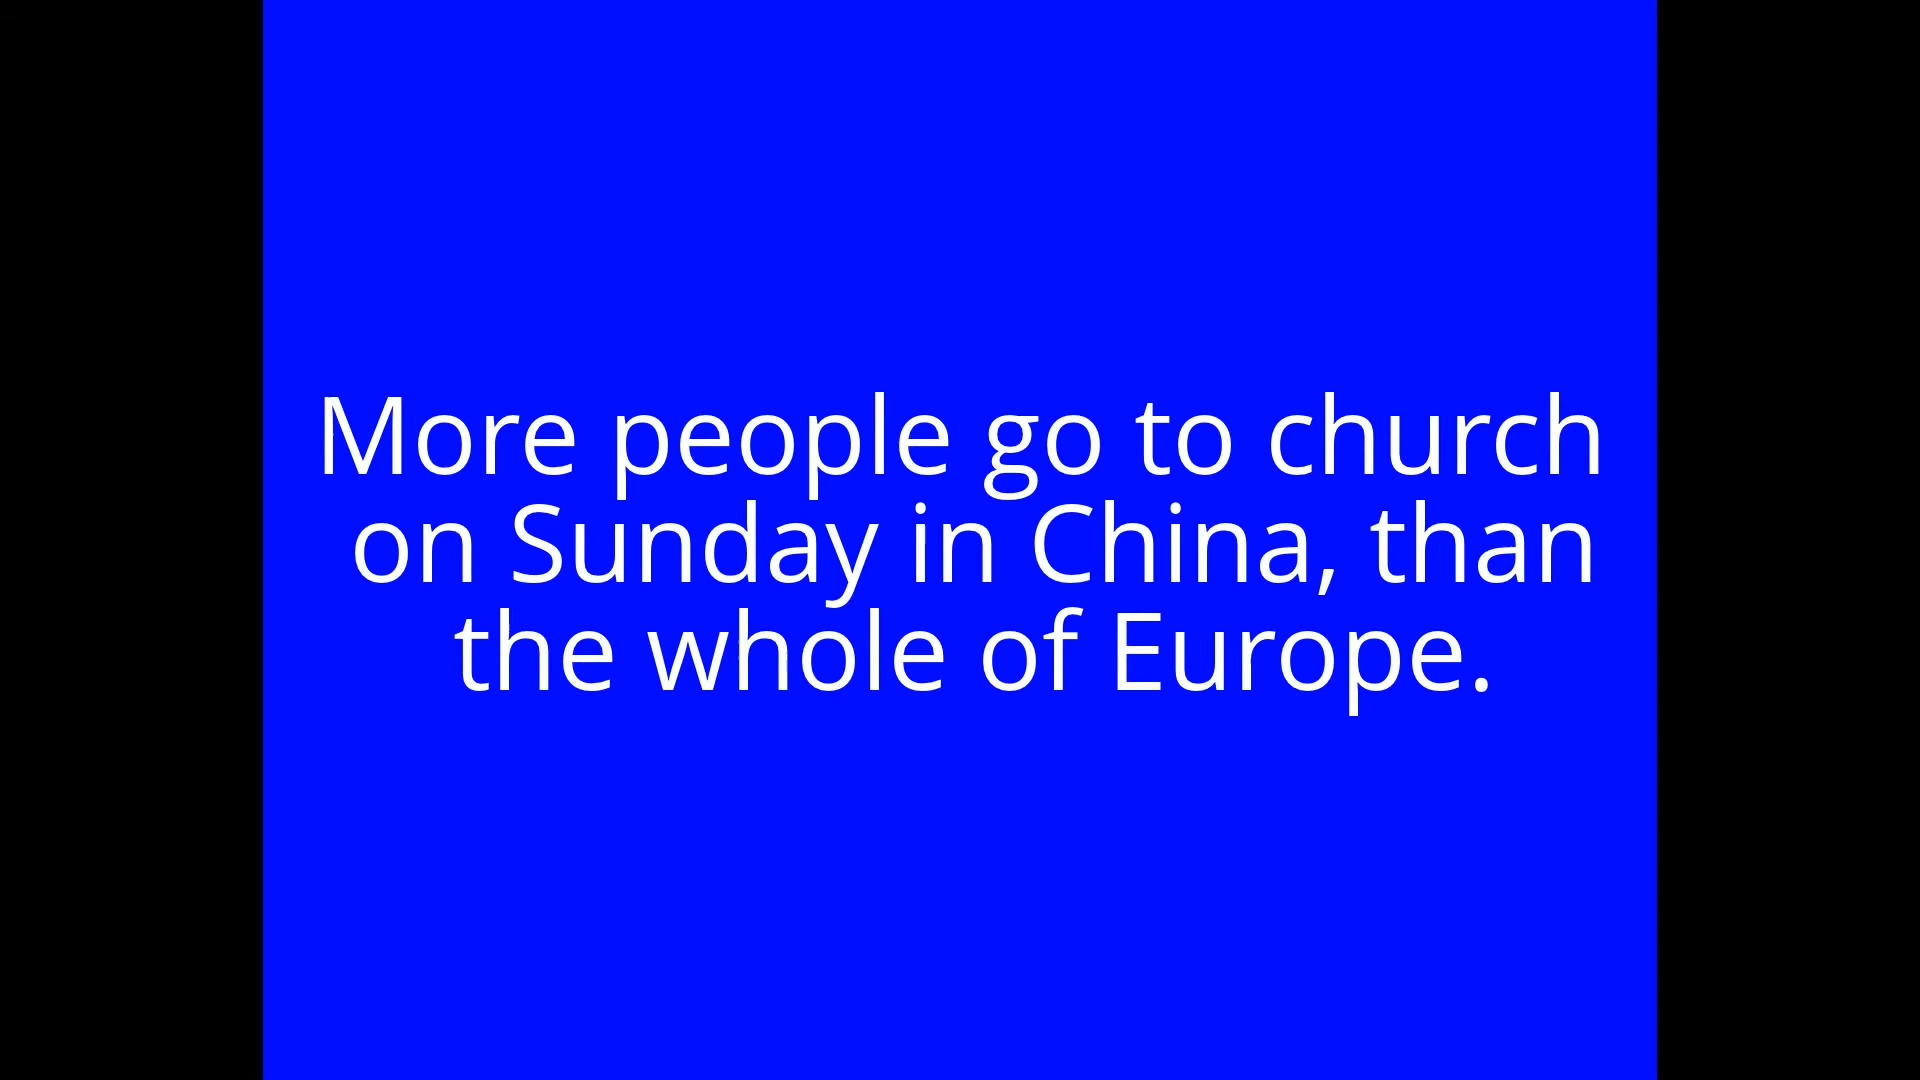 More people go to church
on Sunday in China, than
the whole of Europe.